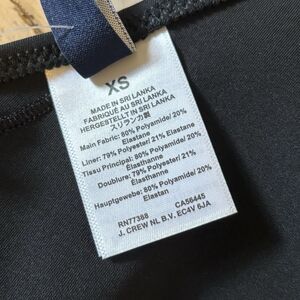 XS
MADE IN SRI LANKA
FABRIQUÉ AU SRI LANKA
HERGESTELLT IN SRI LANKA
スリランカ製
Main Fabric: 80% Polyamide/ 20%
Elastane
Liner: 79% Polyester/ 21% Elastane
Tissu Principal: 80% Polyamide/ 20%
Élasthanne
Doublure: 79% Polyester/ 21%
Élasthanne
Hauptgewebe: 80% Polyamide/ 20%
Elastan
RN77388 CA56445
J. CREW NL B.V. EC4V 6JA